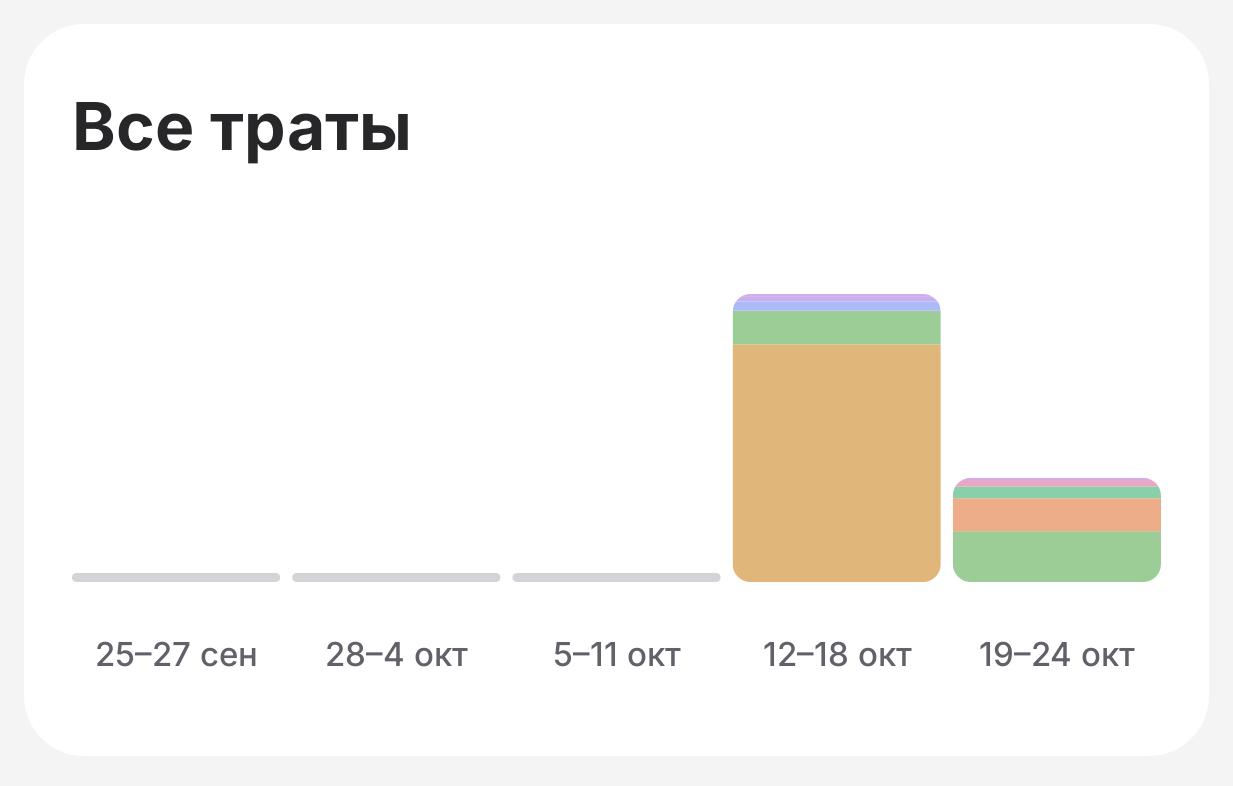 Все траты
25–27 сен
28–4 окт
5–11 окт
12–18 окт
19–24 окт